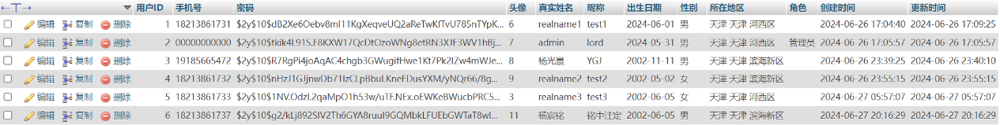 ←T→ 用户ID 手机号 密码 头像 真实姓名 昵称 出生日期 性别 所在地区 角色 创建时间 更新时间
编辑 复制 删除 1 18213861731 $2y$10$dB2Xe6Oebv8ml11KgXeqveUQ2aReTwKfTvU785nTYpK... 6 realname1 test1 2024-06-01 男 天津 天津 河西区 2024-06-26 17:04:40 2024-06-26 17:09:25
编辑 复制 删除 2 00000000000 $2y$10$tkik4L91S.F8KXW17QcDtOzoWNg8etRN3XJF3WV1hBj... 7 admin lord 2024-05-31 男 天津 天津 河西区 管理员 2024-06-26 17:05:57 2024-06-26 17:05:57
编辑 复制 删除 3 19185665472 $2y$10$R7RgPi4joAqAC4chgb3GWugifHwe1Kt7Pk2IZw4mWJe... 8 杨光景 YGJ 2002-11-11 男 天津 天津 滨海新区 2024-06-26 23:39:25 2024-06-26 23:40:10
编辑 复制 删除 4 18213861732 $2y$10$nHzJ1GJjnwDb71IzCLpBbuLKneFDusYXM/yNQr66/8g... 9 realname2 test2 2002-05-02 女 天津 天津 滨海新区 2024-06-26 23:55:15 2024-06-26 23:55:15
编辑 复制 删除 5 18213861733 $2y$10$1NV.OdzI.2qaMpO1h53w/uTF.NEx.oEWKeBWucbPRC5... 3 realname3 test3 2002-06-05 女 天津 天津 河西区 2024-06-27 05:57:07 2024-06-27 05:57:07
编辑 复制 删除 6 18213861737 $2y$10$g2/kLj892SIV2Th6GYA8ruul9GQMbkLFUEbGWTaT8wl... 11 杨宸铭 铭中注定 2002-06-05 男 天津 天津 滨海新区 2024-06-27 20:16:29 2024-06-27 20:16:29